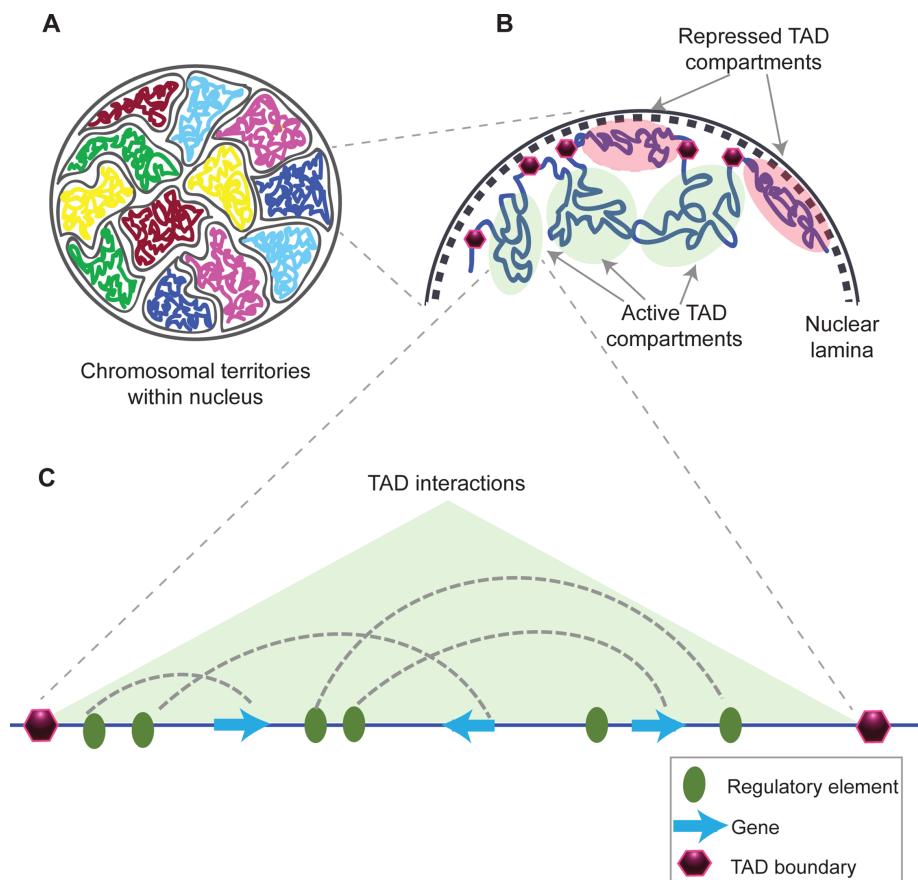 A
B
Repressed TAD
compartments
Active TAD
compartments
Nuclear
lamina
Chromosomal territories
within nucleus
C
TAD interactions
Regulatory element
Gene
TAD boundary